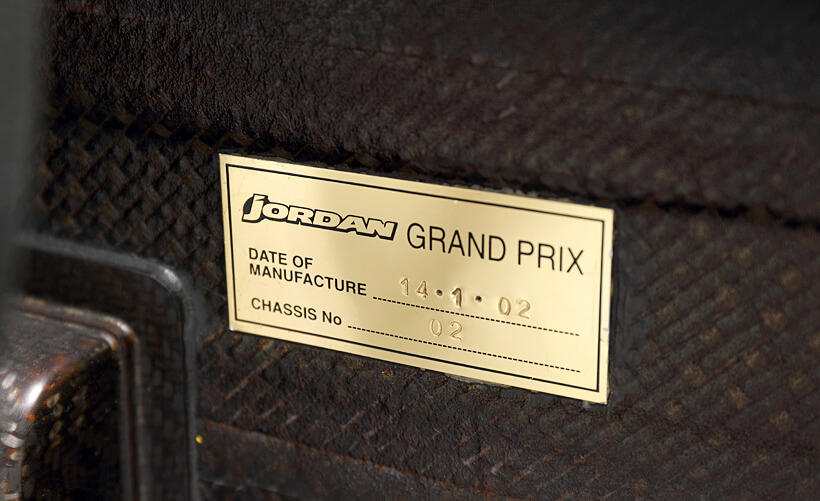 JORDAN GRAND PRIX
DATE OF
MANUFACTURE 14·1·02
CHASSIS No 02